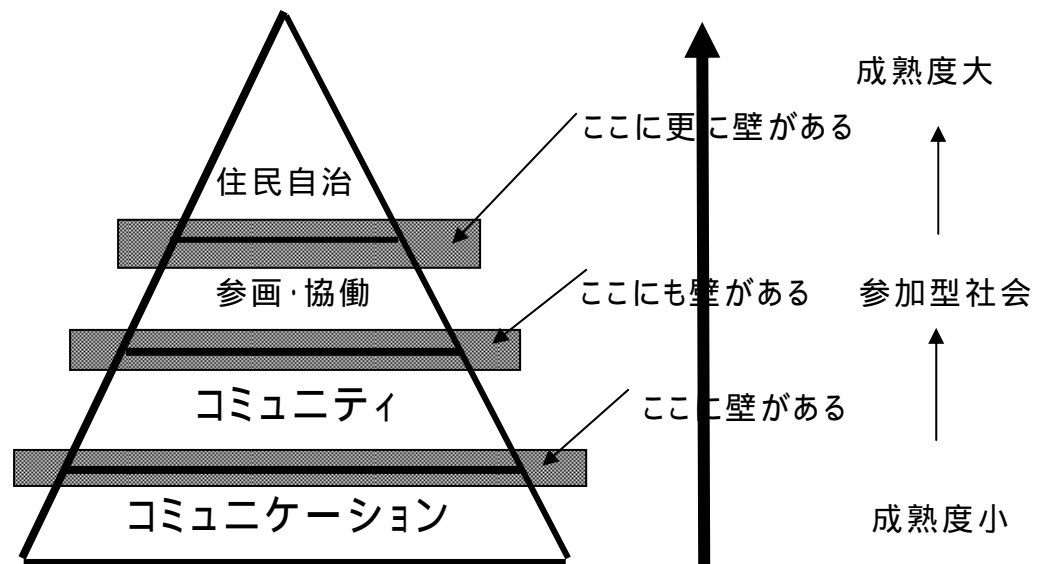 成熟度大
ここに更に壁がある
住民自治
参画・協働
ここにも壁がある
参加型社会
コミュニティ
ここに壁がある
コミュニケーション
成熟度小